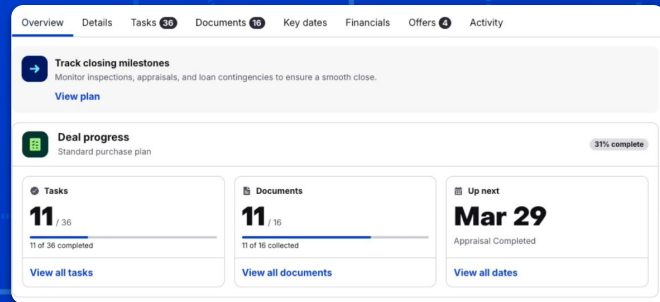 Overview Details Tasks 36 Documents 16 Key dates Financials Offers 4 Activity
Track closing milestones
Monitor inspections, appraisals, and loan contingencies to ensure a smooth close.
View plan
Deal progress
Standard purchase plan
31% complete
Tasks
11 / 36
11 of 36 completed
View all tasks
Documents
11 / 16
11 of 16 collected
View all documents
Up next
Mar 29
Appraisal Completed
View all dates